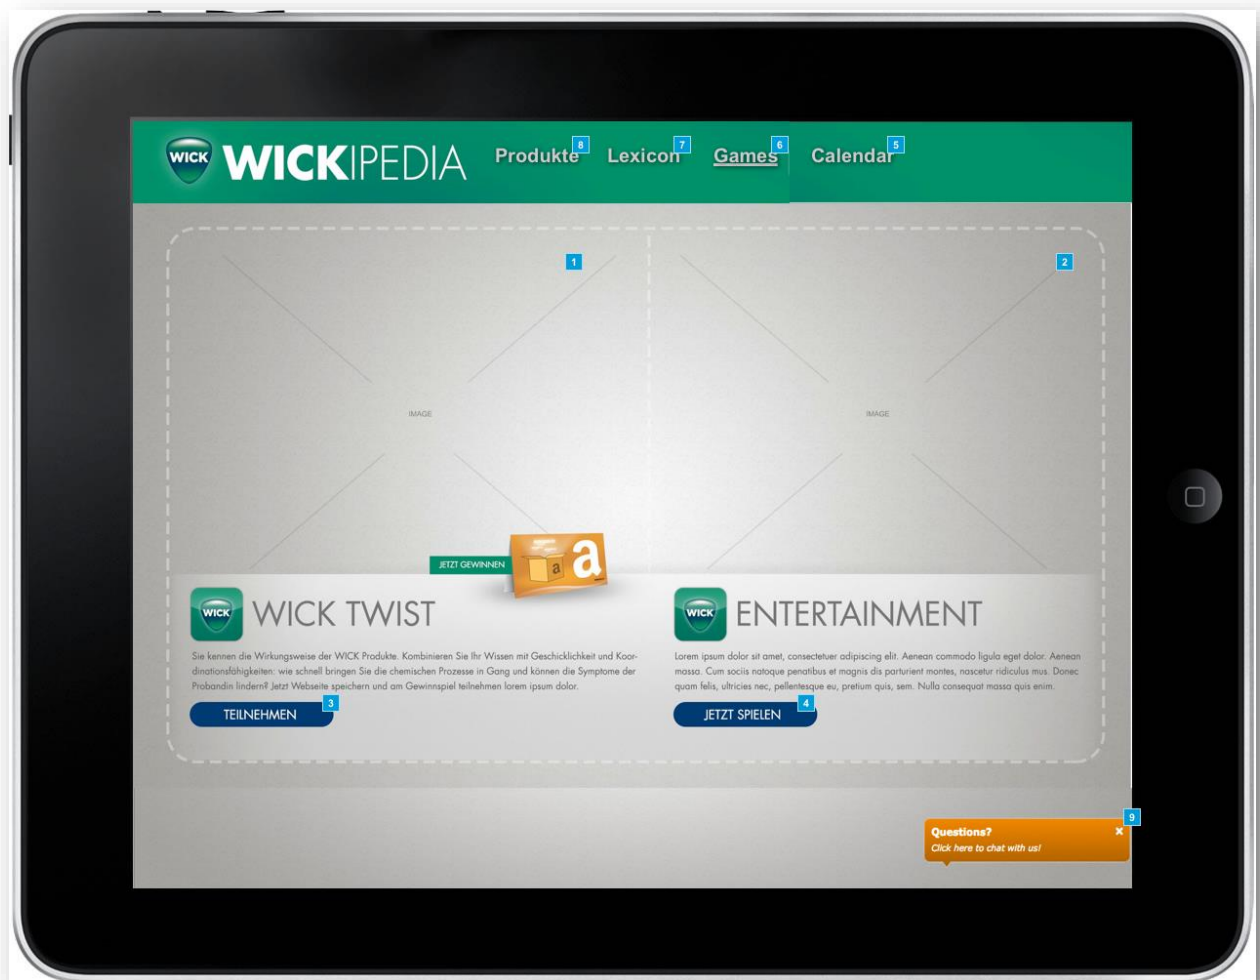 WICK WICKIPEDIA Produkte 8 Lexicon 7 Games 6 Calendar 5
1
2
IMAGE
IMAGE
JETZT GEWINNEN
a a
WICK WICK TWIST
Sie kennen die Wirkungsweise der WICK Produkte. Kombinieren Sie Ihr Wissen mit Geschicklichkeit und Koor-
dinationsfähigkeiten: wie schnell bringen Sie die chemischen Prozesse in Gang und können die Symptome der
Probandin lindern? Jetzt Webseite speichern und am Gewinnspiel teilnehmen lorem ipsum dolor.
TEILNEHMEN 3
WICK ENTERTAINMENT
Lorem ipsum dolor sit amet, consectetuer adipiscing elit. Aenean commodo ligula eget dolor. Aenean
massa. Cum sociis natoque penatibus et magnis dis parturient montes, nascetur ridiculus mus. Donec
quam felis, ultricies nec, pellentesque eu, pretium quis, sem. Nulla consequat massa quis enim.
JETZT SPIELEN 4
9
Questions? ×
Click here to chat with us!